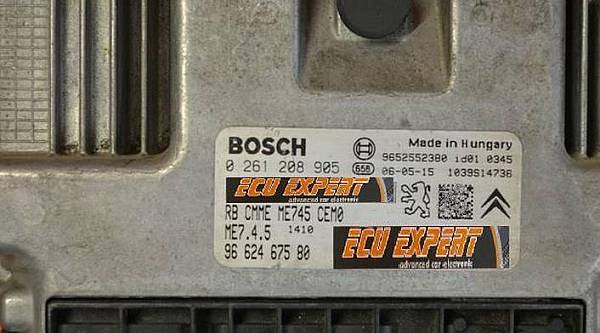 BOSCH
Made in Hungary
0 261 208 905
658
9652552380 id01 0345
06-05-15 1039S14736
ECU EXPERT
advanced car electronic
RB CMME ME745 CEM0
ME7.4.5 1410
96 624 675 80
ECU EXPERT
advanced car electronic